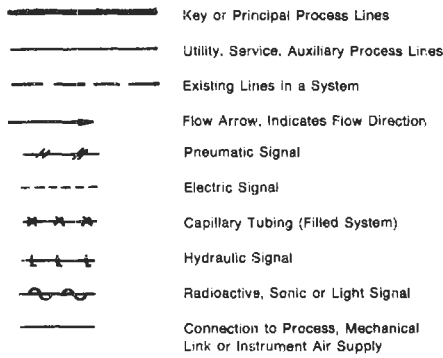 Key or Principal Process Lines
Utility, Service, Auxiliary Process Lines
Existing Lines in a System
Flow Arrow, Indicates Flow Direction
Pneumatic Signal
Electric Signal
Capillary Tubing (Filled System)
Hydraulic Signal
Radioactive, Sonic or Light Signal
Connection to Process, Mechanical
Link or Instrument Air Supply